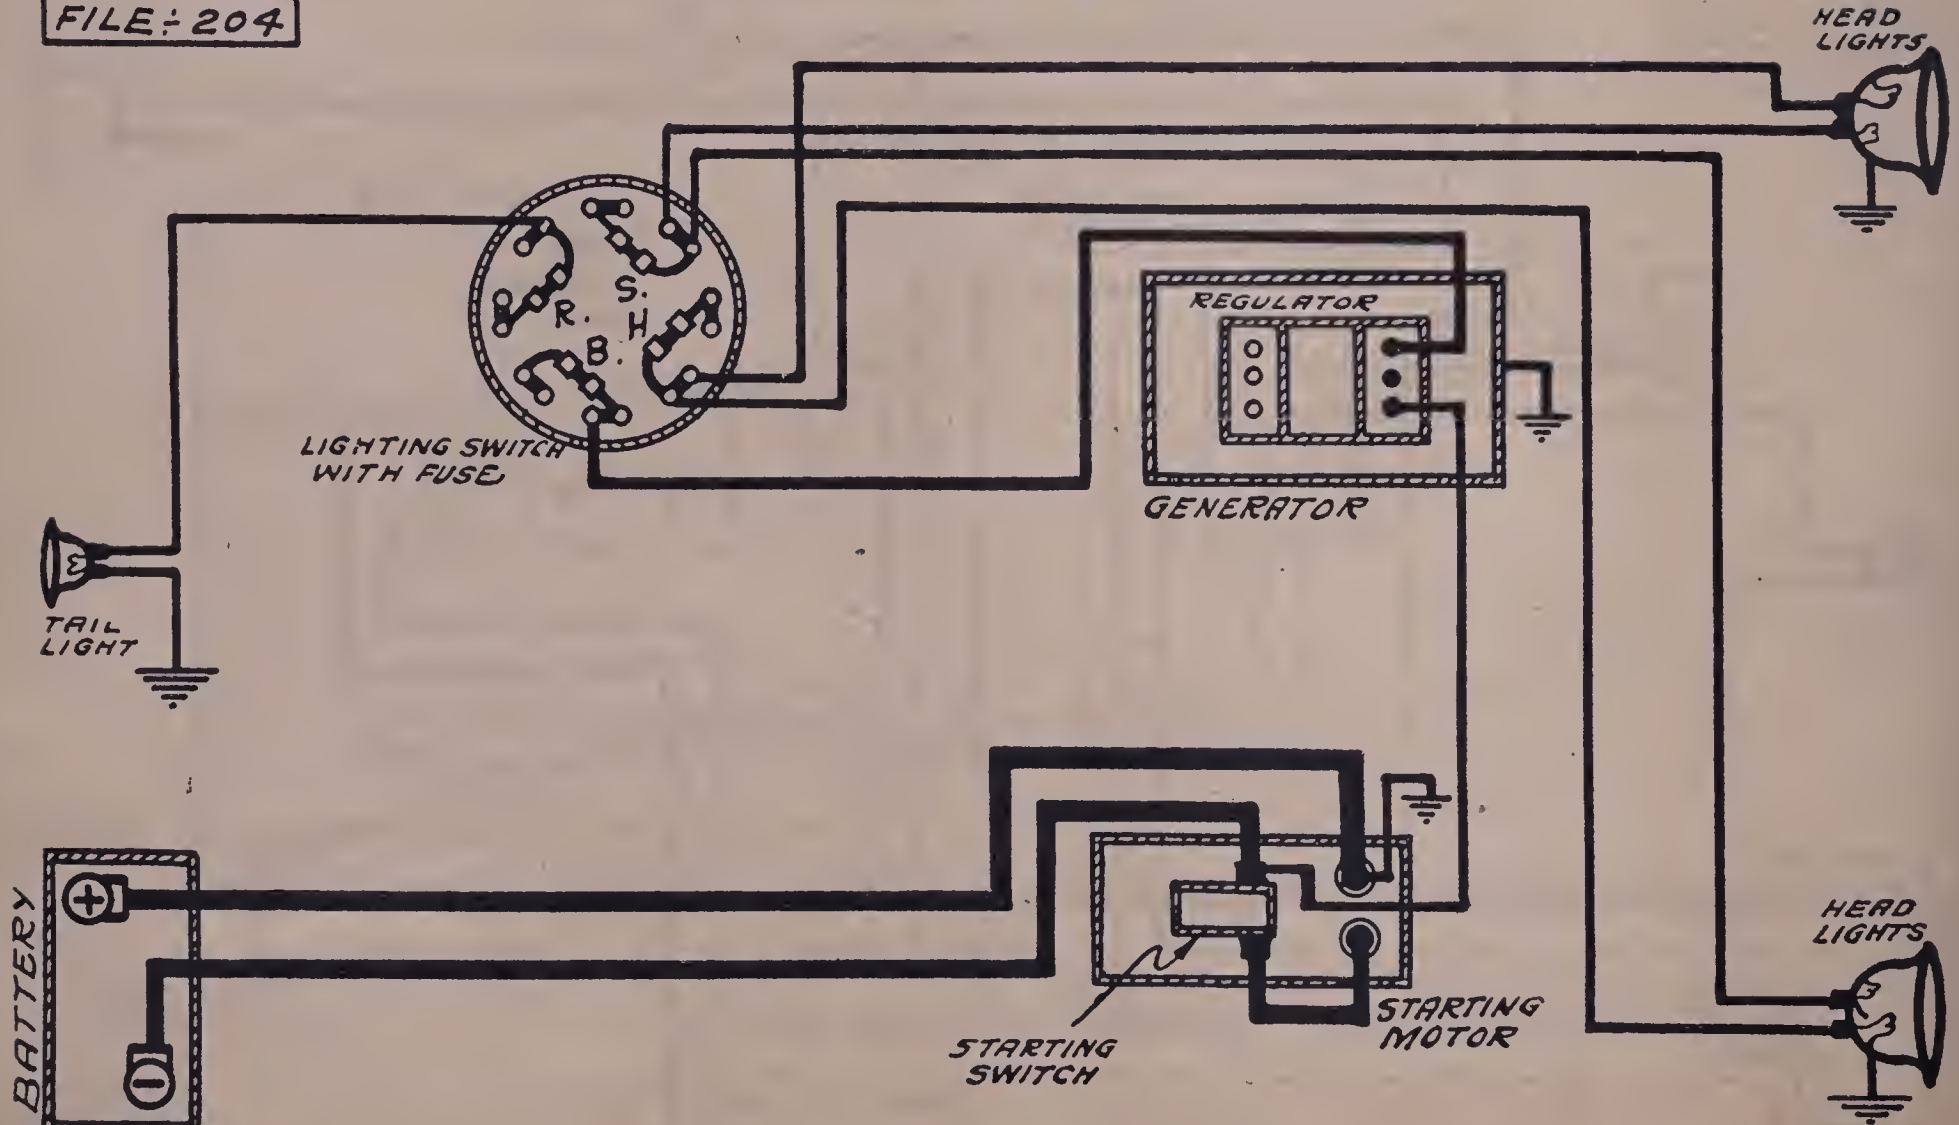 FILE÷204
HEAD
LIGHTS
S.
R.
H
B.
REGULATOR
LIGHTING SWITCH
WITH FUSE
GENERATOR
TAIL
LIGHT
BATTERY
+
-
STARTING
MOTOR
STARTING
SWITCH
HEAD
LIGHTS